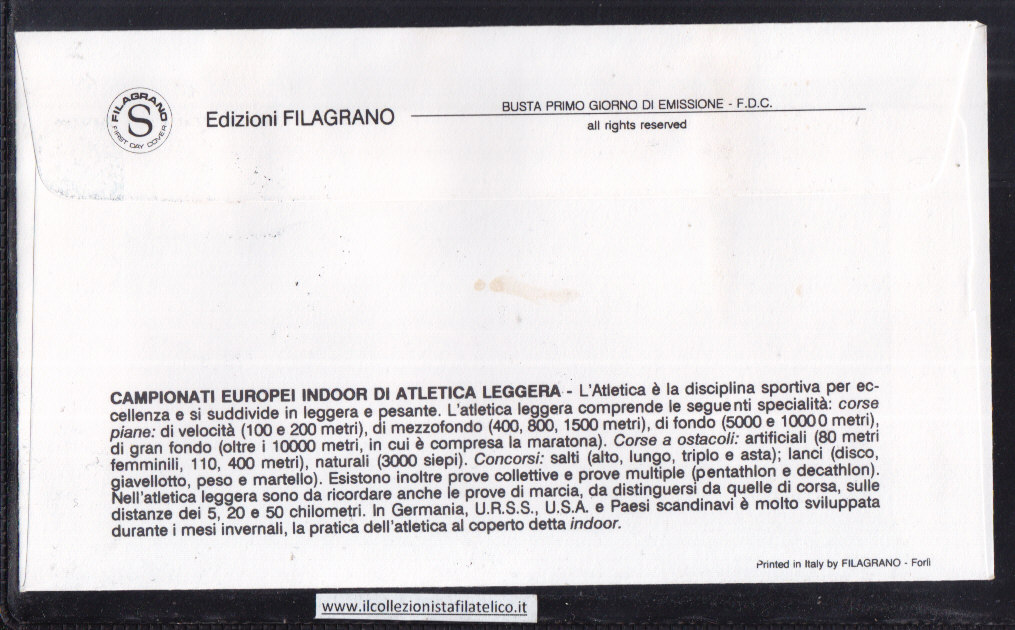 FILAGRANO
S
FIRST DAY COVER
Edizioni FILAGRANO
BUSTA PRIMO GIORNO DI EMISSIONE - F.D.C.
all rights reserved
CAMPIONATI EUROPEI INDOOR DI ATLETICA LEGGERA - L'Atletica è la disciplina sportiva per ec-
cellenza e si suddivide in leggera e pesante. L'atletica leggera comprende le seguenti specialità: corse
piane: di velocità (100 e 200 metri), di mezzofondo (400, 800, 1500 metri), di fondo (5000 e 10000 metri),
di gran fondo (oltre i 10000 metri, in cui è compresa la maratona). Corse a ostacoli: artificiali (80 metri
femminili, 110, 400 metri), naturali (3000 siepi). Concorsi: salti (alto, lungo, triplo e asta); lanci (disco,
giavellotto, peso e martello). Esistono inoltre prove collettive e prove multiple (pentathlon e decathlon).
Nell'atletica leggera sono da ricordare anche le prove di marcia, da distinguersi da quelle di corsa, sulle
distanze dei 5, 20 e 50 chilometri. In Germania, U.R.S.S., U.S.A. e Paesi scandinavi è molto sviluppata
durante i mesi invernali, la pratica dell'atletica al coperto detta indoor.
Printed in Italy by FILAGRANO - Forlì
www.ilcollezionistafilatelico.it